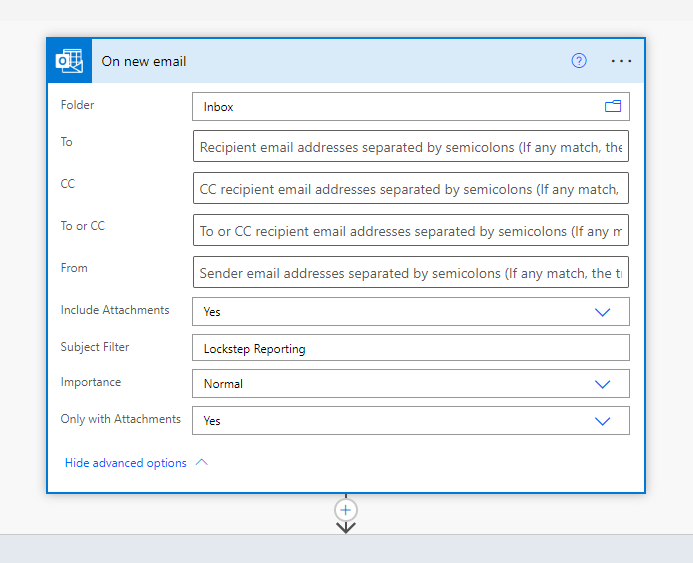 On new email
Folder
Inbox
To
Recipient email addresses separated by semicolons (If any match, the
CC
CC recipient email addresses separated by semicolons (If any match,
To or CC
To or CC recipient email addresses separated by semicolons (If any m
From
Sender email addresses separated by semicolons (If any match, the t
Include Attachments
Yes
Subject Filter
Lockstep Reporting
Importance
Normal
Only with Attachments
Yes
Hide advanced options